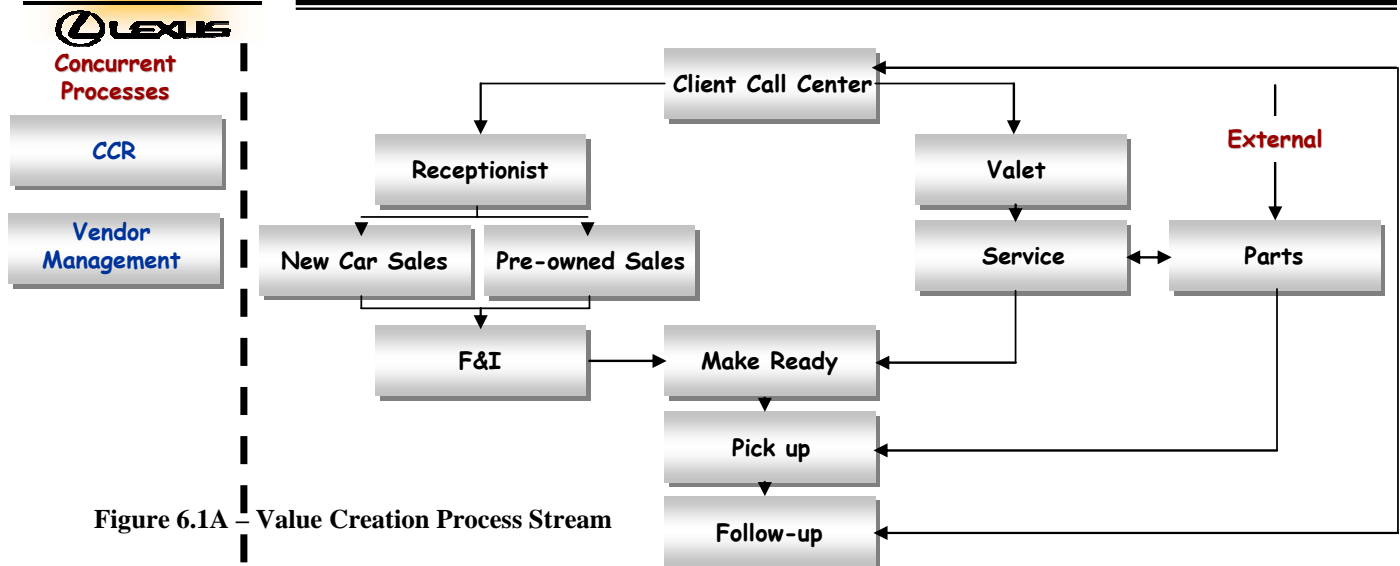 LEXUS
Concurrent
Processes
CCR
Vendor
Management
Client Call Center
Receptionist
Valet
External
New Car Sales
Pre-owned Sales
Service
Parts
F&I
Make Ready
Pick up
Follow-up
Figure 6.1A – Value Creation Process Stream